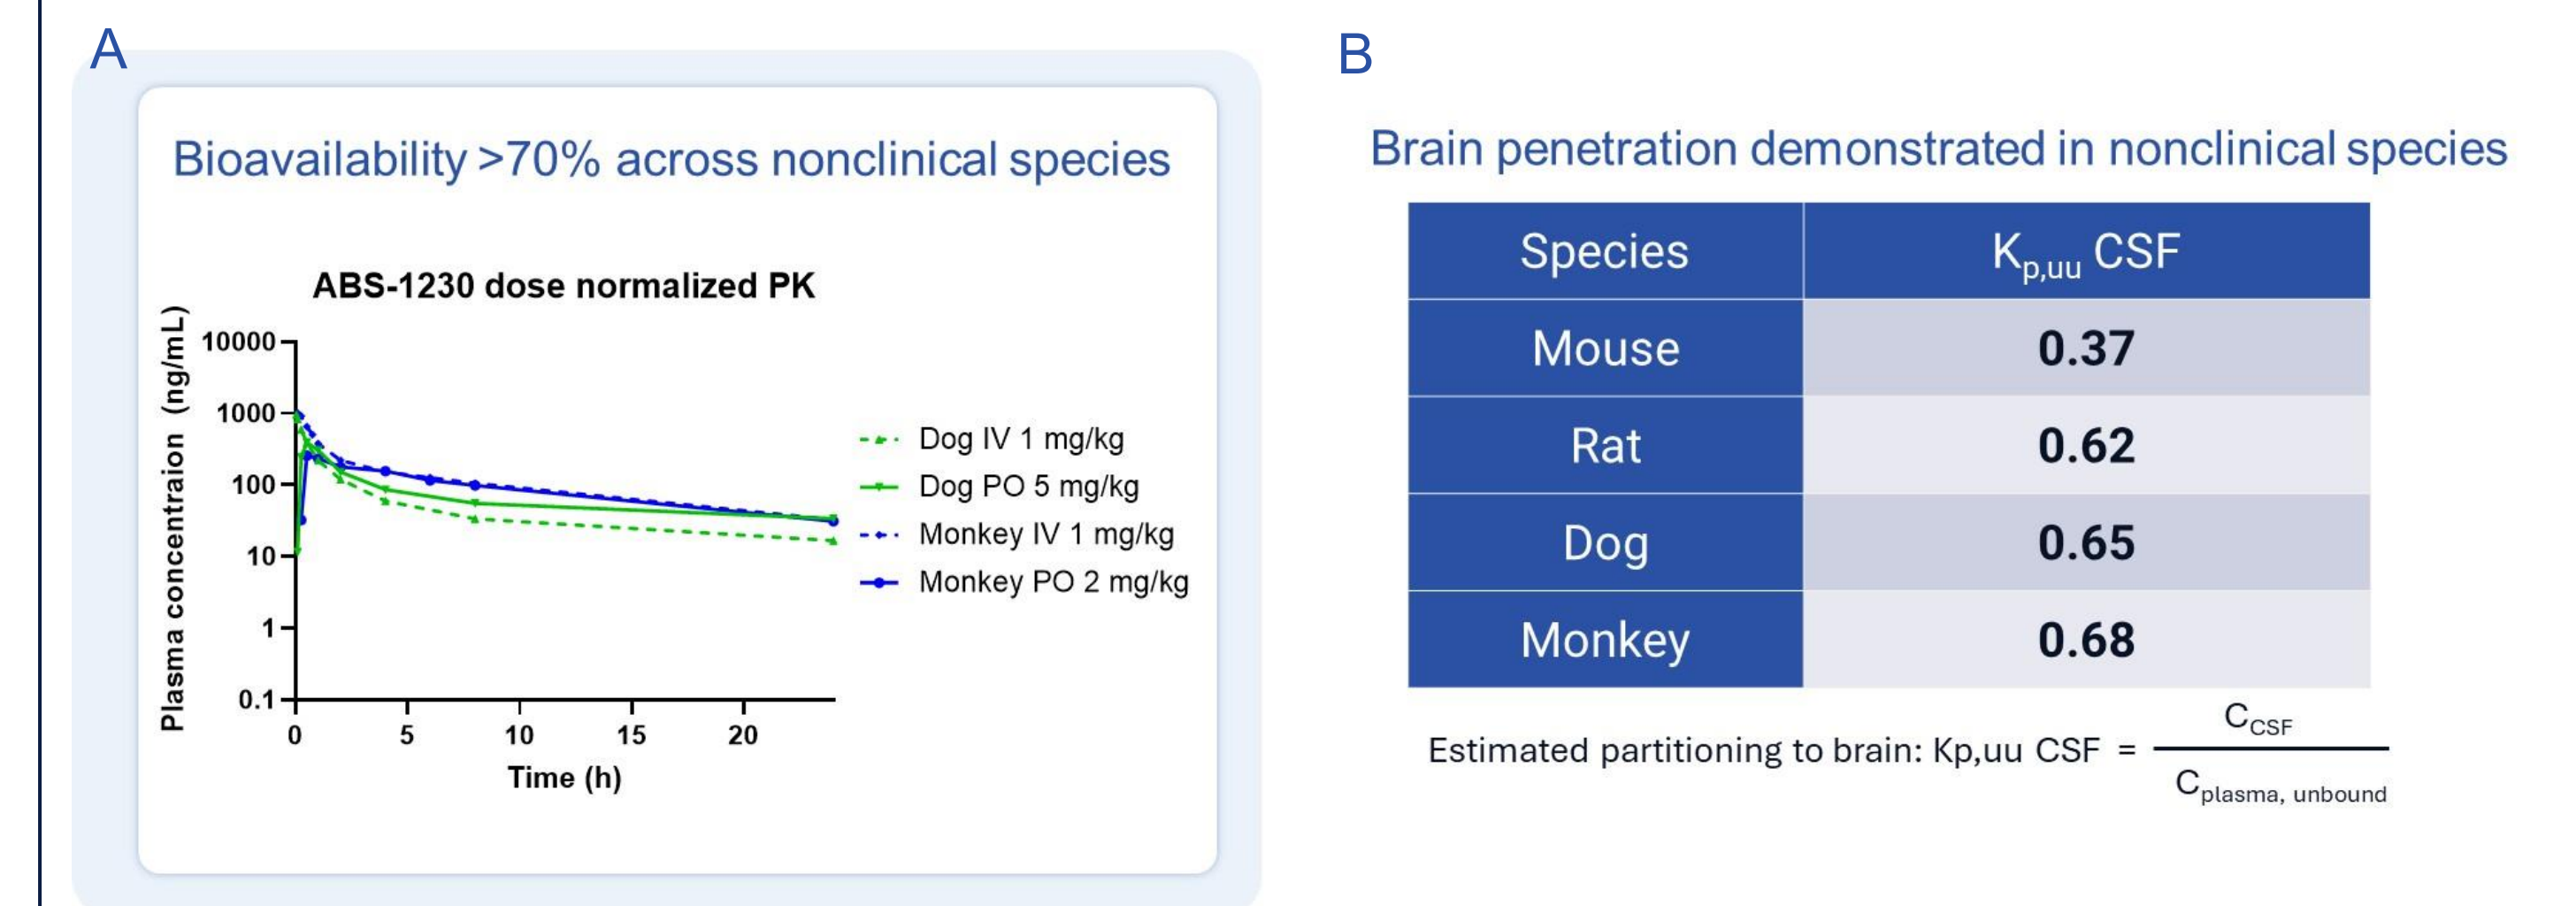 A
Bioavailability >70% across nonclinical species
ABS-1230 dose normalized PK
Plasma concentraion (ng/mL)
10000
1000
100
10
1
0.1
0
5
10
15
20
Time (h)
Dog IV 1 mg/kg
Dog PO 5 mg/kg
Monkey IV 1 mg/kg
Monkey PO 2 mg/kg
B
Brain penetration demonstrated in nonclinical species
Species Kp,uu CSF
Mouse 0.37
Rat 0.62
Dog 0.65
Monkey 0.68
Estimated partitioning to brain: Kp,uu CSF =
CCSF
Cplasma, unbound